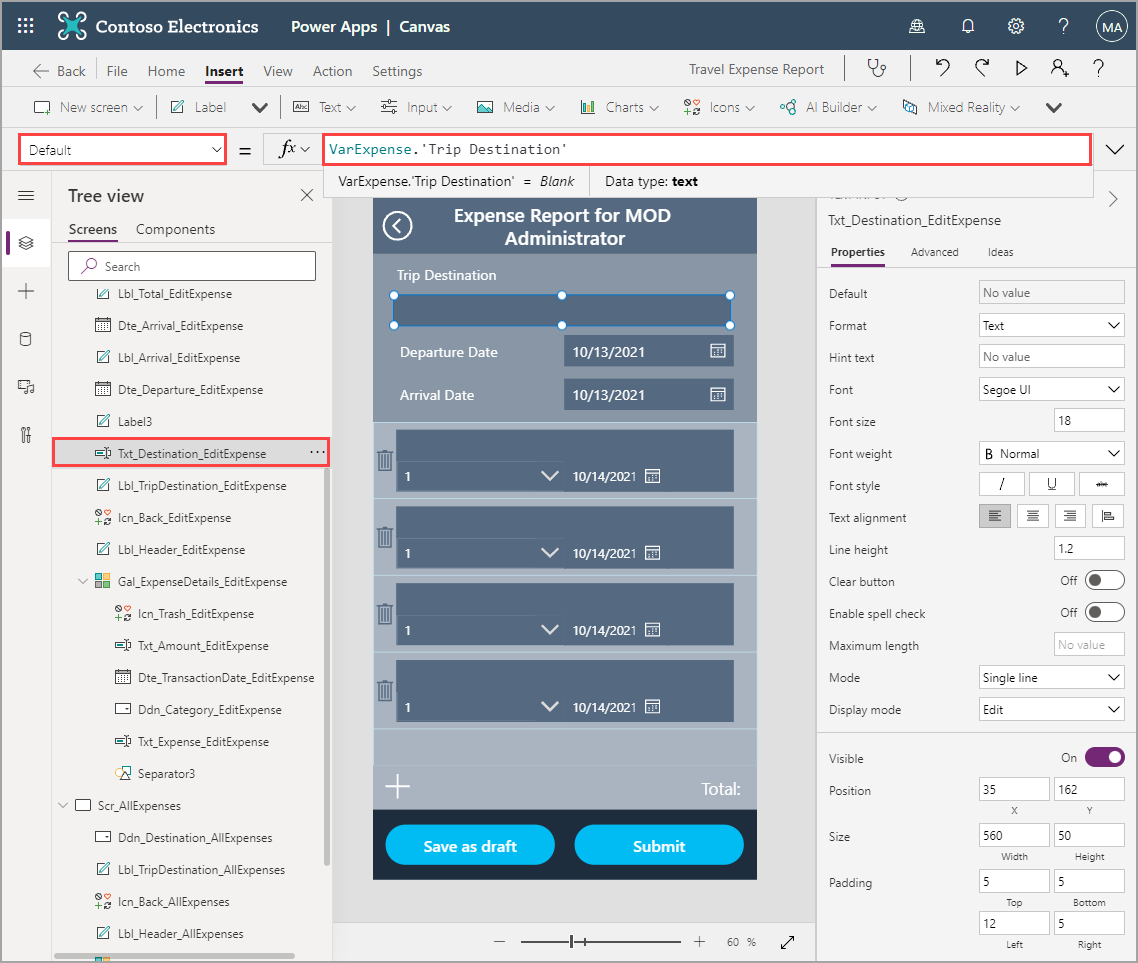 Contoso Electronics Power Apps | Canvas MA
Back File Home Insert View Action Settings Travel Expense Report
New screen Label Abc Text Input Media Charts Icons AI Builder Mixed Reality
Default = fx VarExpense.'Trip Destination'
VarExpense.'Trip Destination' = Blank Data type: text
Tree view
Screens Components
Search
Lbl_Total_EditExpense
Dte_Arrival_EditExpense
Lbl_Arrival_EditExpense
Dte_Departure_EditExpense
Label3
Txt_Destination_EditExpense ...
Lbl_TripDestination_EditExpense
Icn_Back_EditExpense
Lbl_Header_EditExpense
Gal_ExpenseDetails_EditExpense
Icn_Trash_EditExpense
Txt_Amount_EditExpense
Dte_TransactionDate_EditExpense
Ddn_Category_EditExpense
Txt_Expense_EditExpense
Separator3
Scr_AllExpenses
Ddn_Destination_AllExpenses
Lbl_TripDestination_AllExpenses
Icn_Back_AllExpenses
Lbl_Header_AllExpenses
Expense Report for MOD
Administrator
Trip Destination
Departure Date 10/13/2021
Arrival Date 10/13/2021
1 10/14/2021
1 10/14/2021
1 10/14/2021
1 10/14/2021
Total:
Save as draft Submit
60 %
Txt_Destination_EditExpense
Properties Advanced Ideas
Default No value
Format Text
Hint text No value
Font Segoe UI
Font size 18
Font weight B Normal
Font style / U abc
Text alignment
Line height 1.2
Clear button Off
Enable spell check Off
Maximum length No value
Mode Single line
Display mode Edit
Visible On
Position 35 162
X Y
Size 560 50
Width Height
Padding 5 5
Top Bottom
12 5
Left Right